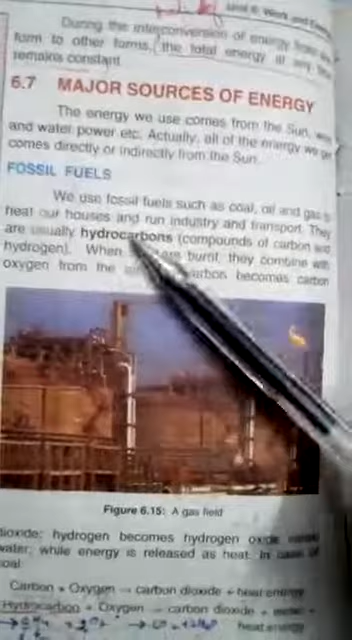 Unit 6: Work and Energy
During the interconversion of energy from one
form to other forms, the total energy at any time
remains constant.
6.7 MAJOR SOURCES OF ENERGY
The energy we use comes from the Sun, wind
and water power etc. Actually, all of the energy we get
comes directly or indirectly from the Sun.
FOSSIL FUELS
We use fossil fuels such as coal, oil and gas to
heat our houses and run industry and transport. They
are usually hydrocarbons (compounds of carbon and
hydrogen). When burnt, they combine with
oxygen from the carbon becomes carbon
Figure 6.15: A gas field
dioxide; hydrogen becomes hydrogen oxide
water; while energy is released as heat. In case of
coal
Carbon + Oxygen → carbon dioxide + heat energy
Hydrocarbon + Oxygen → carbon dioxide + water +
heat energy